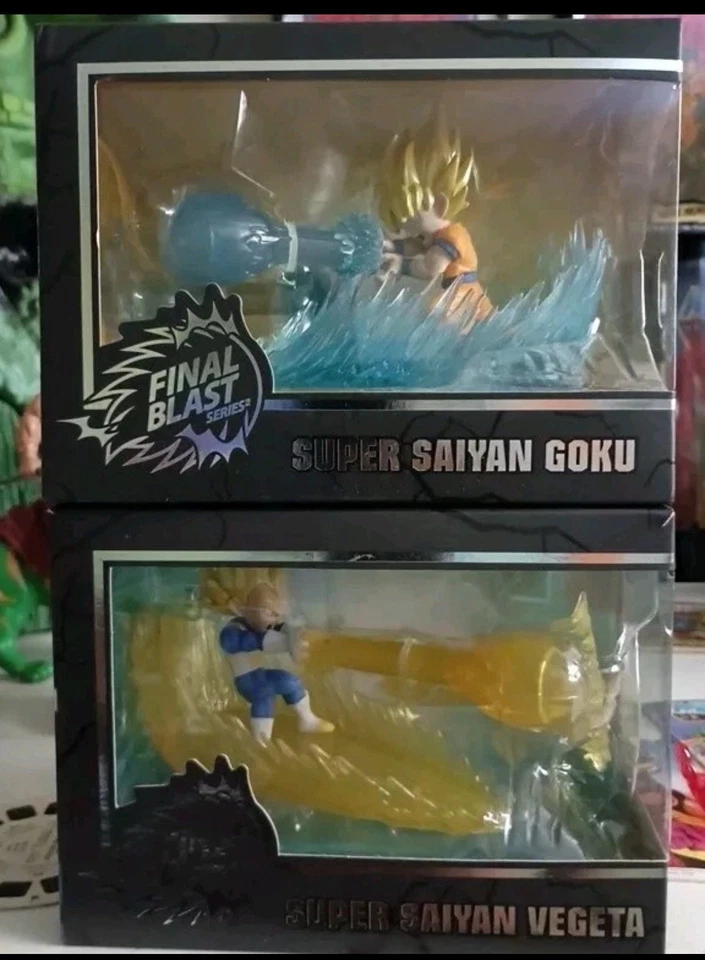 FINAL
BLAST
SERIES
SUPER SAIYAN GOKU
SUPER SAIYAN VEGETA